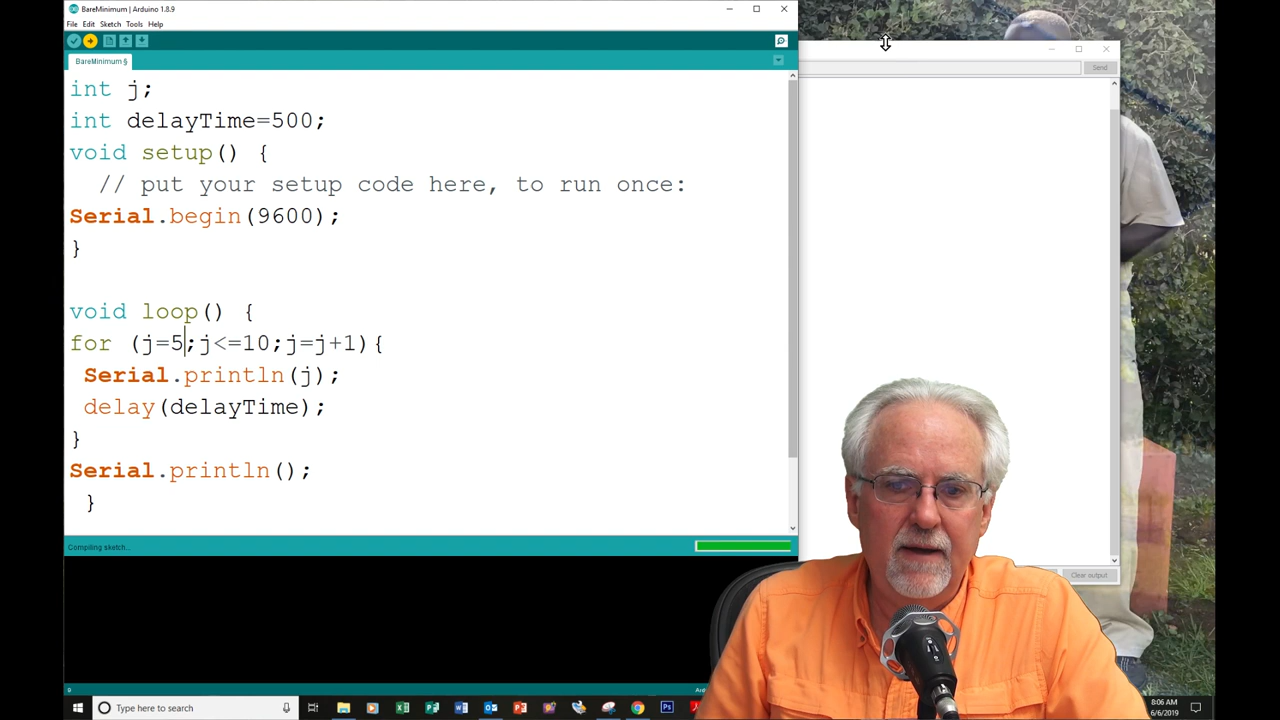 BareMinimum | Arduino 1.8.9
File Edit Sketch Tools Help
BareMinimum §
int j;
int delayTime=500;
void setup() {
// put your setup code here, to run once:
Serial.begin(9600);
}
void loop() {
for (j=5;j<=10;j=j+1){
Serial.println(j);
delay(delayTime);
}
Serial.println();
}
Send
Compiling sketch...
Clear output
Type here to search
8:06 AM
6/6/2019